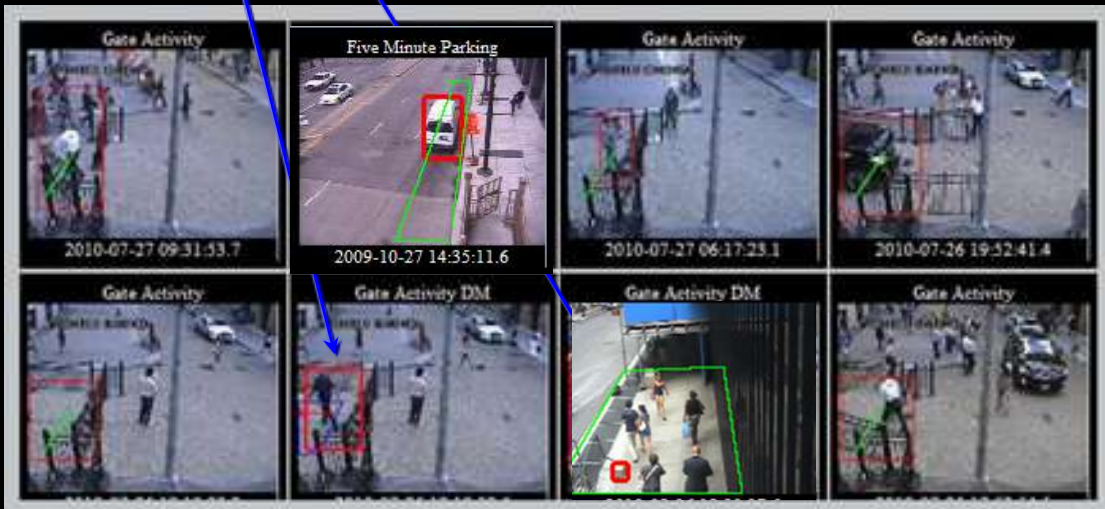 Gate Activity
Five Minute Parking
Gate Activity
Gate Activity
2010-07-27 09:31:53.7
2009-10-27 14:35:11.6
2010-07-27 06:17:23.1
2010-07-26 19:52:41.4
Gate Activity
Gate Activity DM
Gate Activity DM
Gate Activity